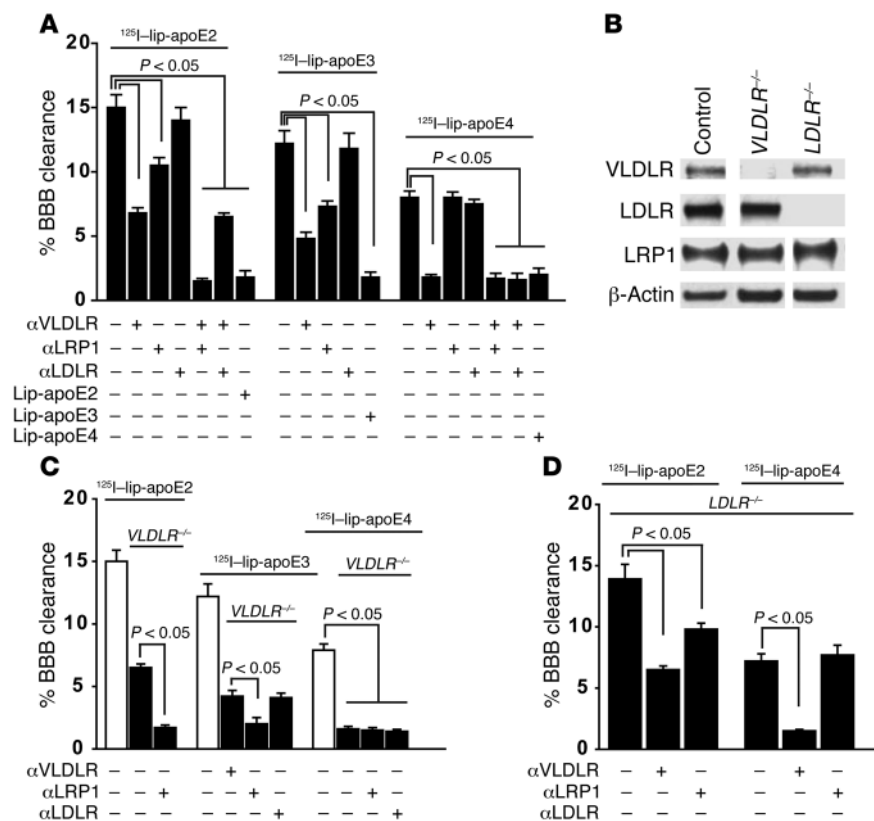 A
¹²⁵I–lip-apoE2
P < 0.05
¹²⁵I–lip-apoE3
P < 0.05
¹²⁵I–lip-apoE4
P < 0.05
% BBB clearance
20
15
10
5
0
αVLDLR − + − − + + − − + − − − − + − − + + −
αLRP1 − − + − + − − − − + − − − − + − + − −
αLDLR − − − + − + − − − − + − − − − + − + −
Lip-apoE2 − − − − − − + − − − − − − − − − − − −
Lip-apoE3 − − − − − − − − − − − + − − − − − − −
Lip-apoE4 − − − − − − − − − − − − − − − − − − +
B
Control
VLDLR⁻/⁻
LDLR⁻/⁻
VLDLR
LDLR
LRP1
β-Actin
C
¹²⁵I–lip-apoE2
VLDLR⁻/⁻
P < 0.05
¹²⁵I–lip-apoE3
VLDLR⁻/⁻
P < 0.05
¹²⁵I–lip-apoE4
VLDLR⁻/⁻
P < 0.05
% BBB clearance
20
15
10
5
0
αVLDLR − − − − + − − − − − −
αLRP1 − − + − − + − − − + −
αLDLR − − − − − − + − − − +
D
¹²⁵I–lip-apoE2 ¹²⁵I–lip-apoE4
LDLR⁻/⁻
P < 0.05
P < 0.05
% BBB clearance
20
15
10
5
0
αVLDLR − + − − + −
αLRP1 − − + − − +
αLDLR − − − − − −